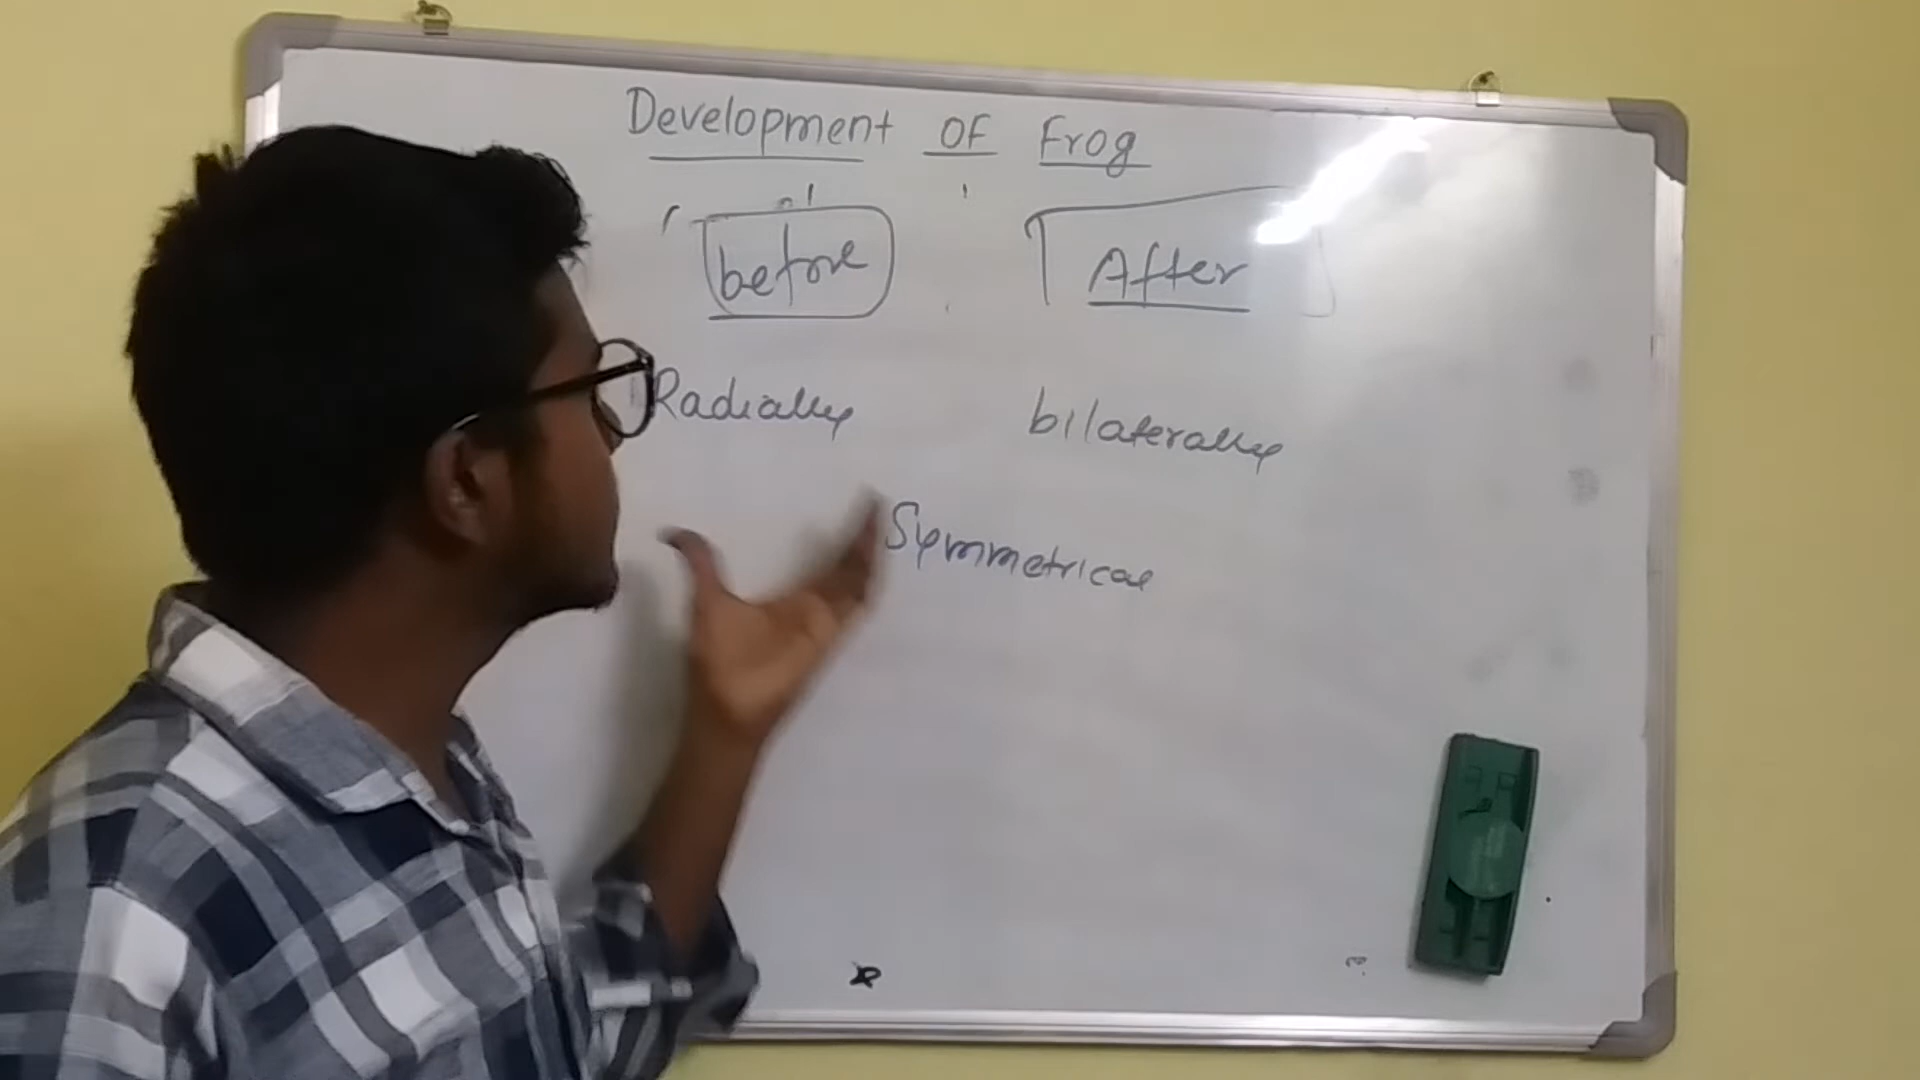 Development OF Frog
before After
Radially bilaterally
Symmetrical